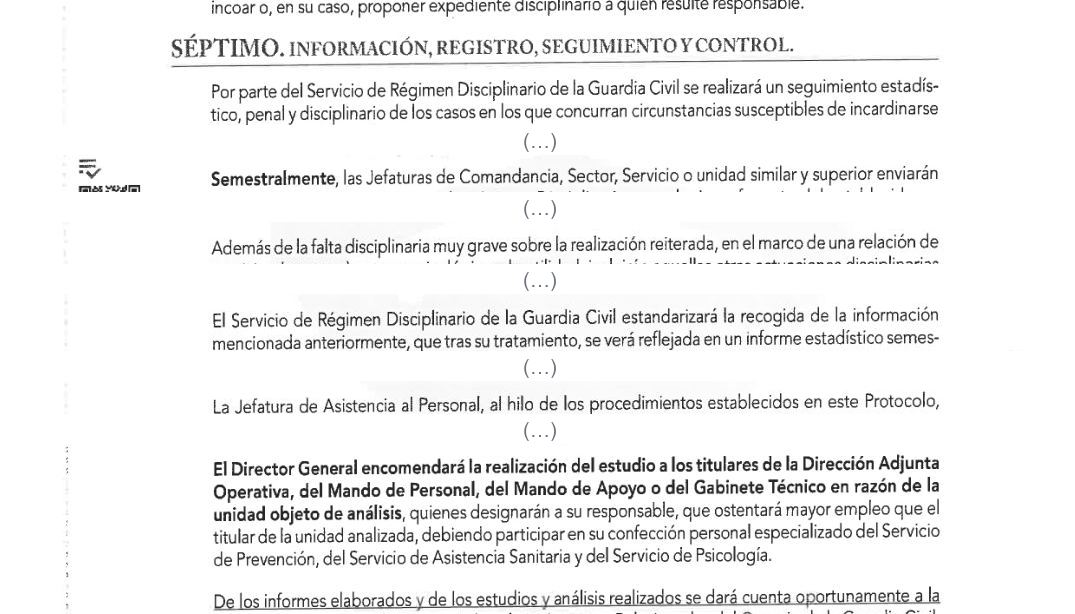 incoar o, en su caso, proponer expediente disciplinario a quien resulte responsable.
SÉPTIMO. INFORMACIÓN, REGISTRO, SEGUIMIENTO Y CONTROL.
Por parte del Servicio de Régimen Disciplinario de la Guardia Civil se realizará un seguimiento estadís-
tico, penal y disciplinario de los casos en los que concurran circunstancias susceptibles de incardinarse
(...)
Semestralmente, las Jefaturas de Comandancia, Sector, Servicio o unidad similar y superior enviarán
(...)
Además de la falta disciplinaria muy grave sobre la realización reiterada, en el marco de una relación de
(...)
El Servicio de Régimen Disciplinario de la Guardia Civil estandarizará la recogida de la información
mencionada anteriormente, que tras su tratamiento, se verá reflejada en un informe estadístico semes-
(...)
La Jefatura de Asistencia al Personal, al hilo de los procedimientos establecidos en este Protocolo,
(...)
El Director General encomendará la realización del estudio a los titulares de la Dirección Adjunta
Operativa, del Mando de Personal, del Mando de Apoyo o del Gabinete Técnico en razón de la
unidad objeto de análisis, quienes designarán a su responsable, que ostentará mayor empleo que el
titular de la unidad analizada, debiendo participar en su confección personal especializado del Servicio
de Prevención, del Servicio de Asistencia Sanitaria y del Servicio de Psicología.
De los informes elaborados y de los estudios y análisis realizados se dará cuenta oportunamente a la